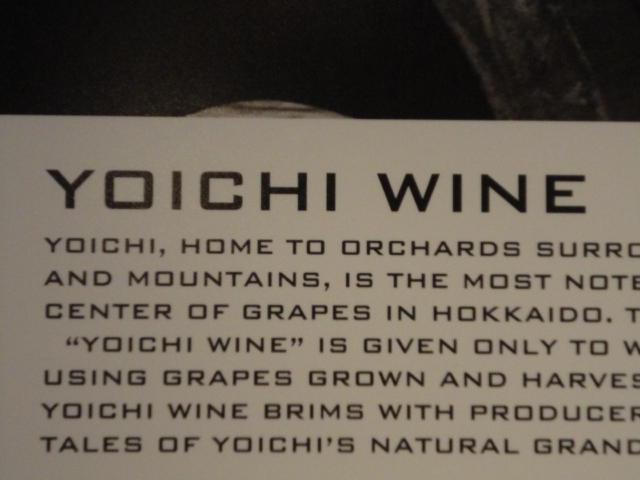 YOICHI WINE
YOICHI, HOME TO ORCHARDS
AND MOUNTAINS, IS THE MOST
CENTER OF GRAPES IN HOKKAIDO.
"YOICHI WINE" IS GIVEN ONLY TO
USING GRAPES GROWN AND
YOICHI WINE BRIMS WITH
TALES OF YOICHI'S NATURAL